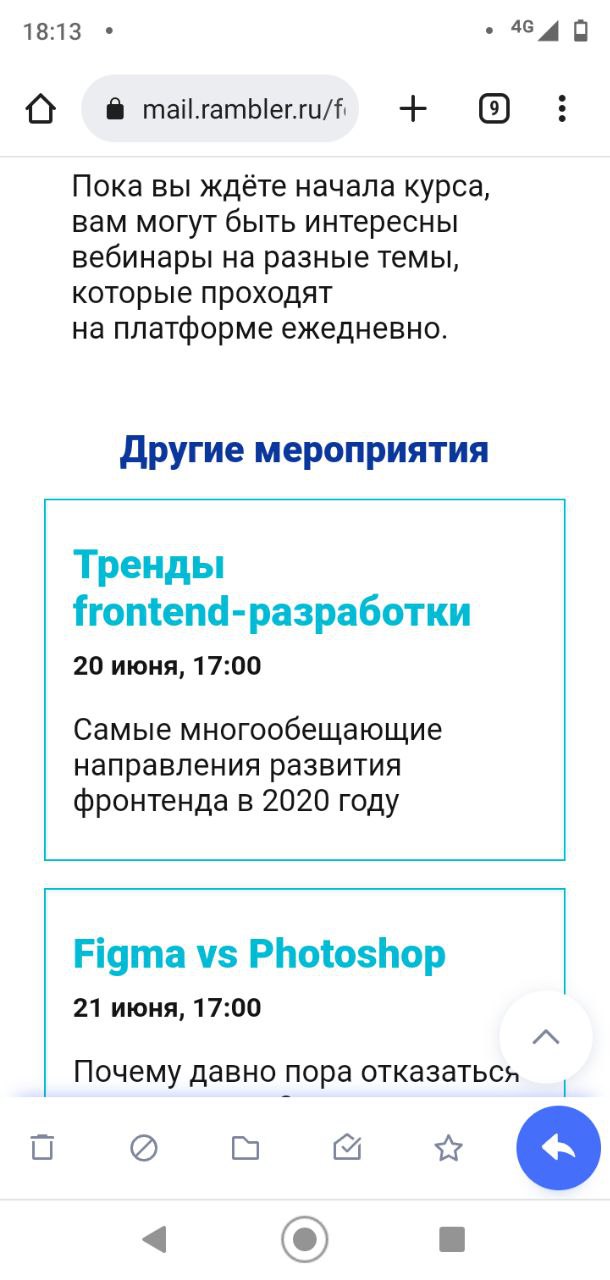 18:13
4G
mail.rambler.ru/f
9
Пока вы ждёте начала курса,
вам могут быть интересны
вебинары на разные темы,
которые проходят
на платформе ежедневно.
Другие мероприятия
Тренды
frontend-разработки
20 июня, 17:00
Самые многообещающие
направления развития
фронтенда в 2020 году
Figma vs Photoshop
21 июня, 17:00
Почему давно пора отказаться